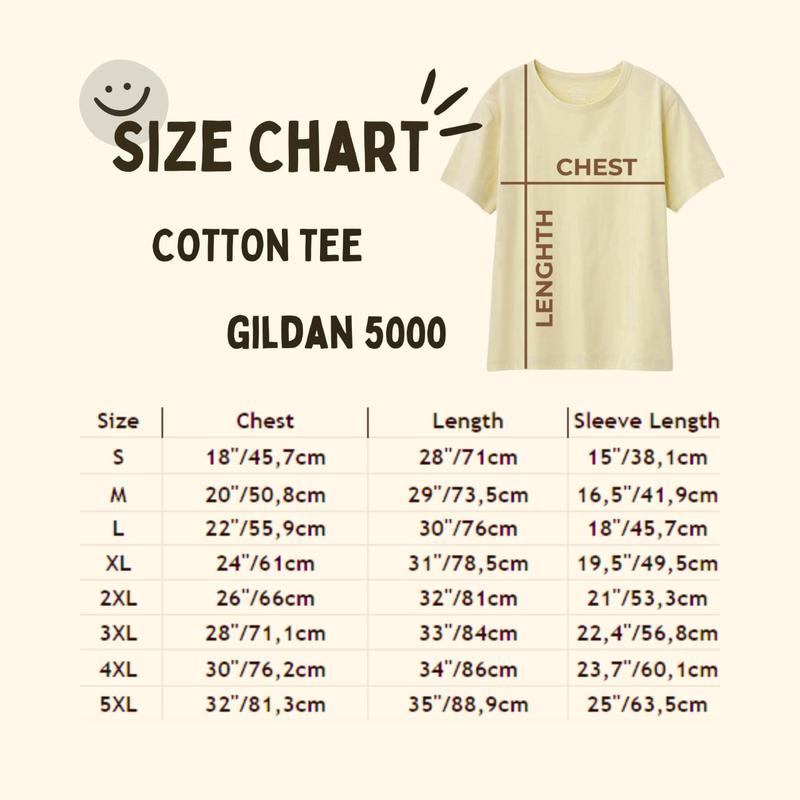 SIZE CHART
COTTON TEE
GILDAN 5000
CHEST
LENGHTH
Size Chest Length Sleeve Length
S 18"/45,7cm 28"/71cm 15"/38,1cm
M 20"/50,8cm 29"/73,5cm 16,5"/41,9cm
L 22"/55,9cm 30"/76cm 18"/45,7cm
XL 24"/61cm 31"/78,5cm 19,5"/49,5cm
2XL 26"/66cm 32"/81cm 21"/53,3cm
3XL 28"/71,1cm 33"/84cm 22,4"/56,8cm
4XL 30"/76,2cm 34"/86cm 23,7"/60,1cm
5XL 32"/81,3cm 35"/88,9cm 25"/63,5cm